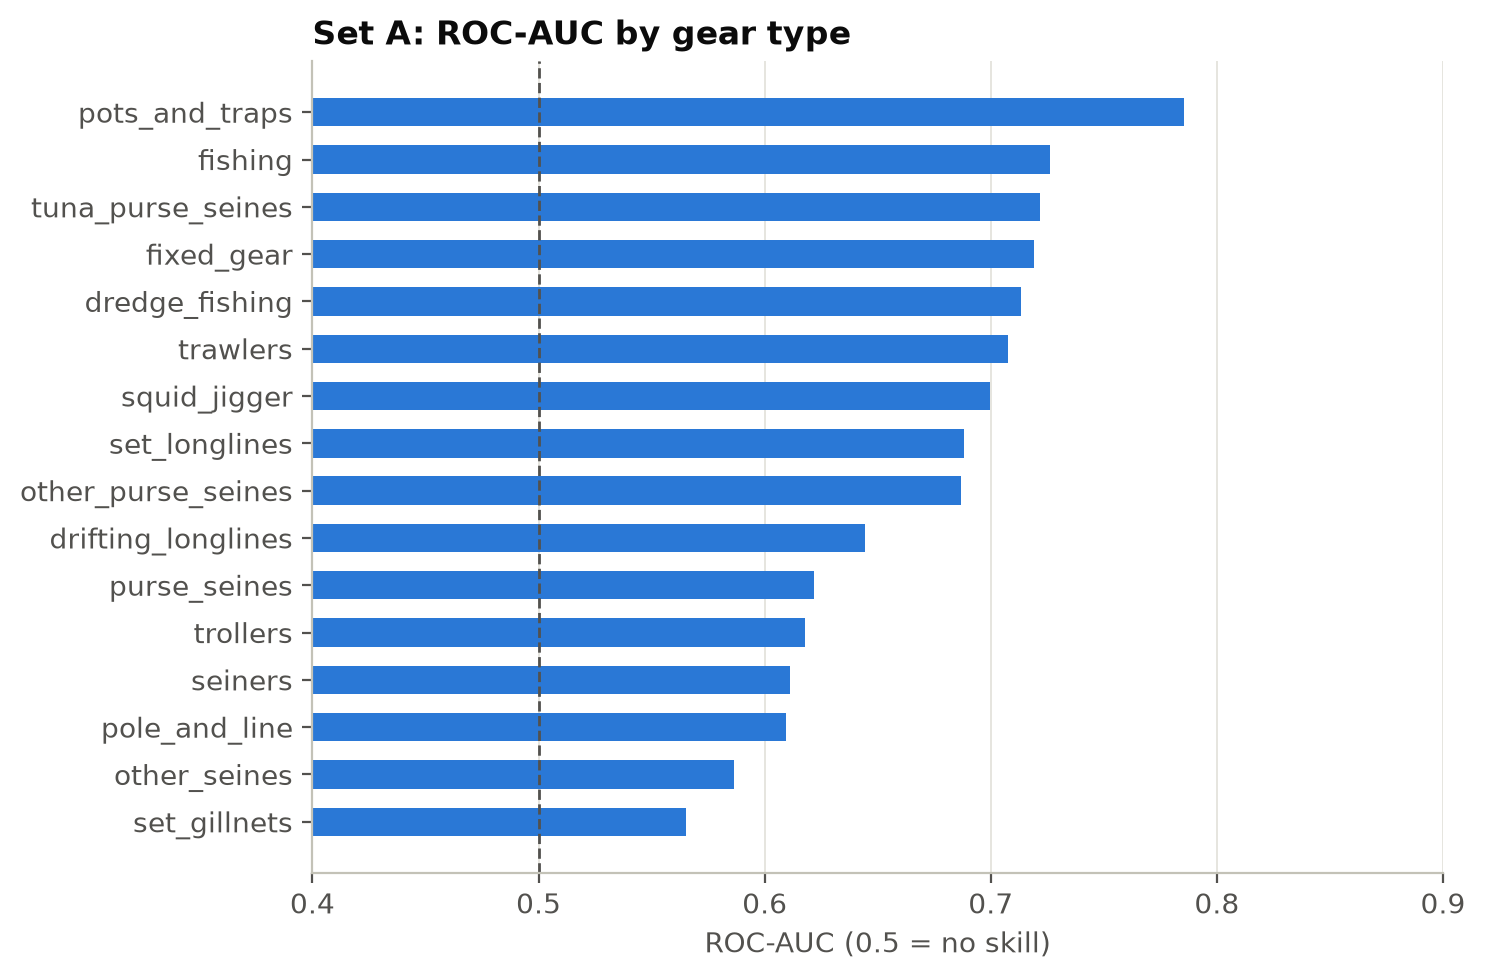 Set A: ROC-AUC by gear type
pots_and_traps
fishing
tuna_purse_seines
fixed_gear
dredge_fishing
trawlers
squid_jigger
set_longlines
other_purse_seines
drifting_longlines
purse_seines
trollers
seiners
pole_and_line
other_seines
set_gillnets
0.4 0.5 0.6 0.7 0.8 0.9
ROC-AUC (0.5 = no skill)